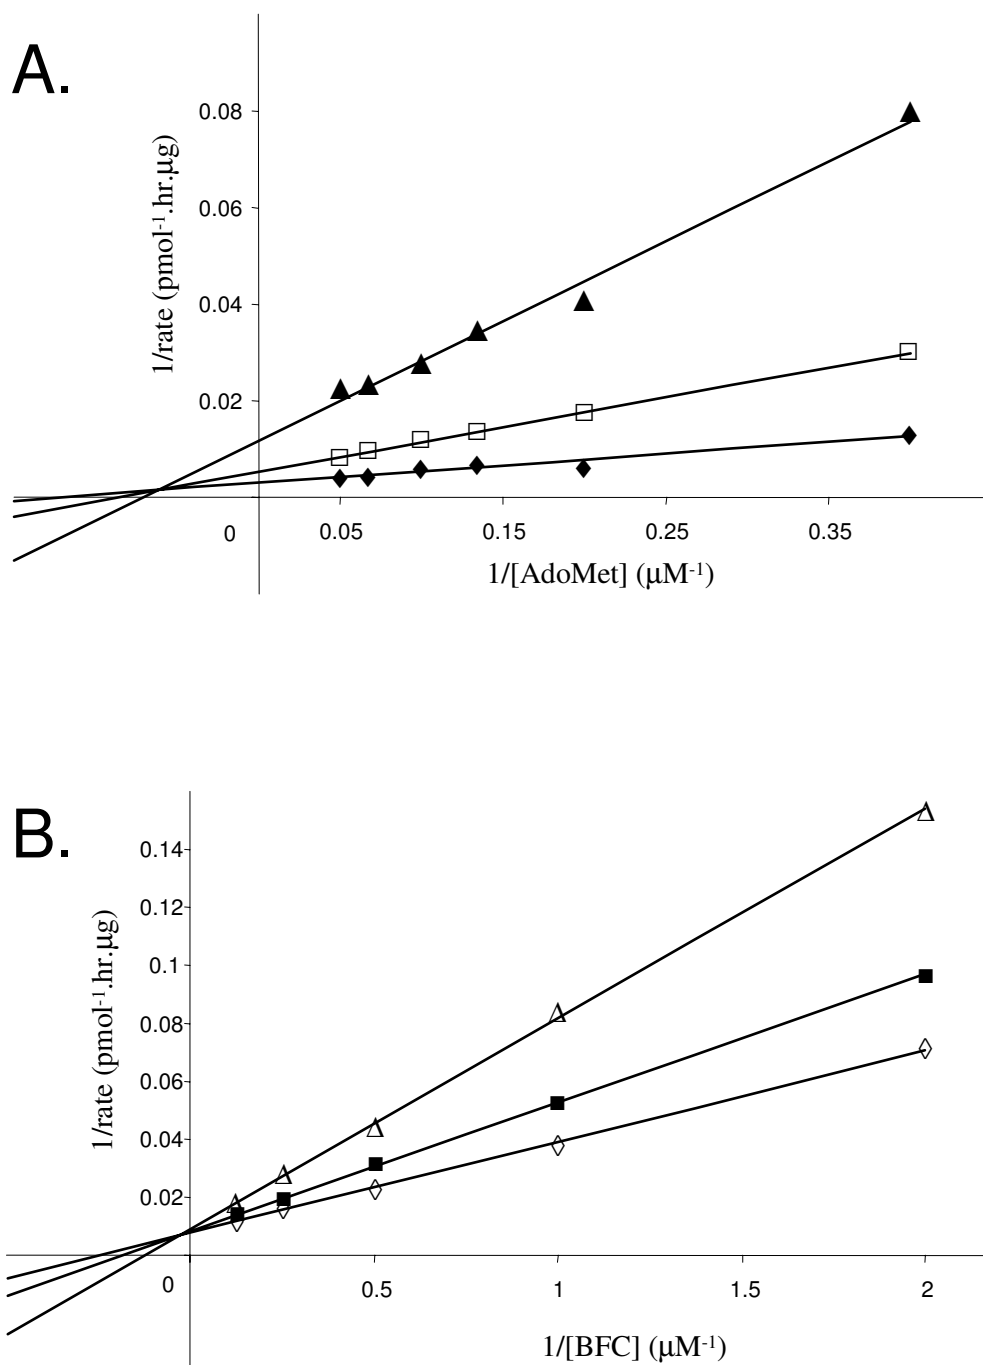 A.
0.08
0.06
0.04
0.02
1/rate (pmol⁻¹.hr.µg)
0 0.05 0.15 0.25 0.35
1/[AdoMet] (µM⁻¹)
B.
0.14
0.12
0.1
0.08
0.06
0.04
0.02
1/rate (pmol⁻¹.hr.µg)
0 0.5 1 1.5 2
1/[BFC] (µM⁻¹)